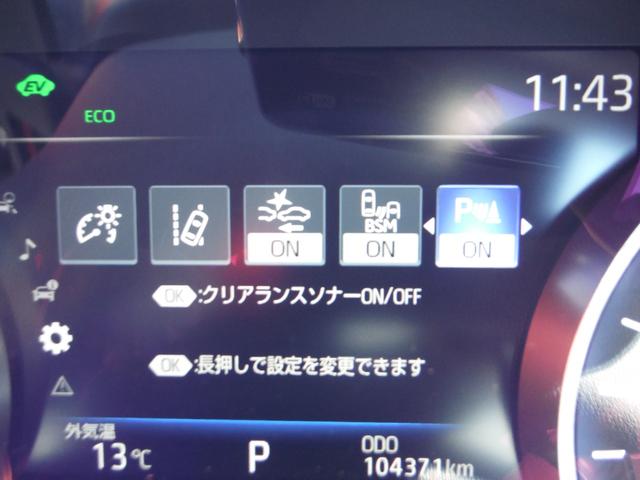 EV
11:43
ECO
P
ON
BSM
ON
ON
OK:クリアランスソナーON/OFF
OK:長押しで設定を変更できます
外気温
13℃
P
ODO
104371km